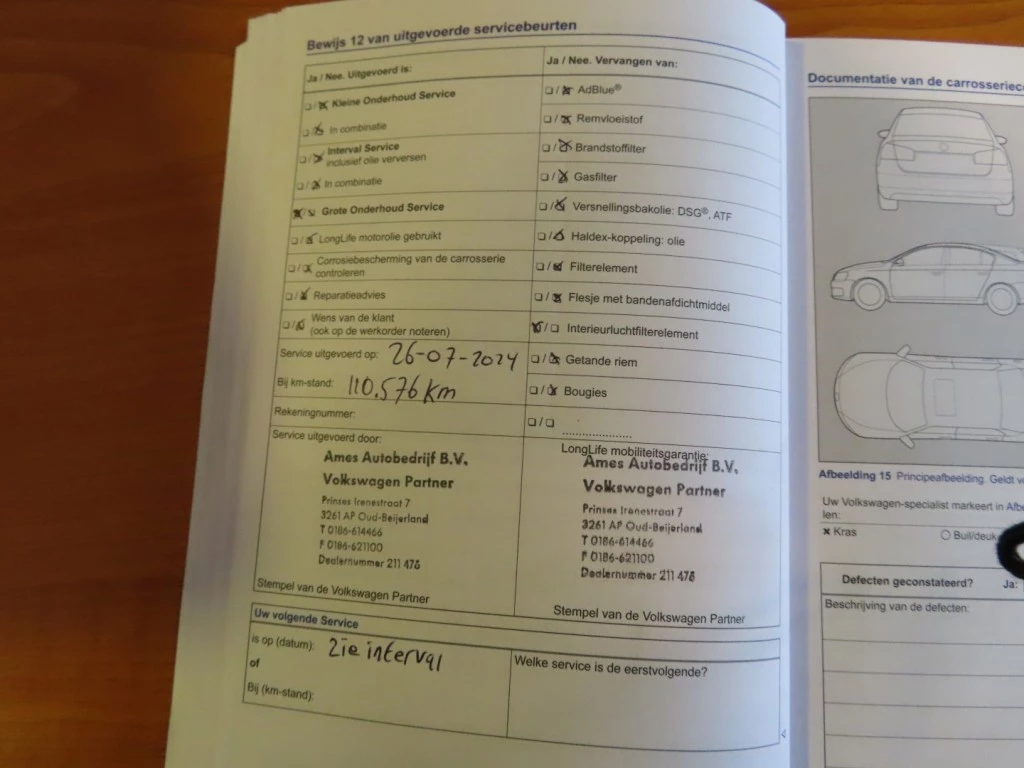 Bewijs 12 van uitgevoerde servicebeurten
Ja / Nee. Uitgevoerd is:
Kleine Onderhoud Service
In combinatie
Interval Service
inclusief olie verversen
In combinatie
Grote Onderhoud Service
LongLife motorolie gebruikt
Corrosiebescherming van de carrosserie
controleren
Reparatieadvies
Wens van de klant
(ook op de werkorder noteren)
Service uitgevoerd op: 26-07-2024
Bij km-stand: 110.576 km
Rekeningnummer:
Service uitgevoerd door:
Ames Autobedrijf B.V.
Volkswagen Partner
Prinses Irenestraat 7
3261 AP Oud-Beijerland
T 0186-614466
F 0186-621100
Dealernummer 211 478
Stempel van de Volkswagen Partner
Ja / Nee. Vervangen van:
AdBlue®
Remvloeistof
Brandstoffilter
Gasfilter
Versnellingsbakolie: DSG®, ATF
Haldex-koppeling: olie
Filterelement
Flesje met bandenafdichtmiddel
Interieurluchtfilterelement
Getande riem
Bougies
LongLife mobiliteitsgarantie:
Ames Autobedrijf B.V.
Volkswagen Partner
Prinses Irenestraat 7
3261 AP Oud-Beijerland
T 0186-614466
F 0186-621100
Dealernummer 211 478
Stempel van de Volkswagen Partner
Uw volgende Service
is op (datum): zie interval
of
Bij (km-stand):
Welke service is de eerstvolgende?
Documentatie van de
Afbeelding 15 Principeafbeelding. Geldt
Uw Volkswagen-specialist markeert in
len:
Kras
Defecten geconstateerd? Ja:
Beschrijving van de defecten: